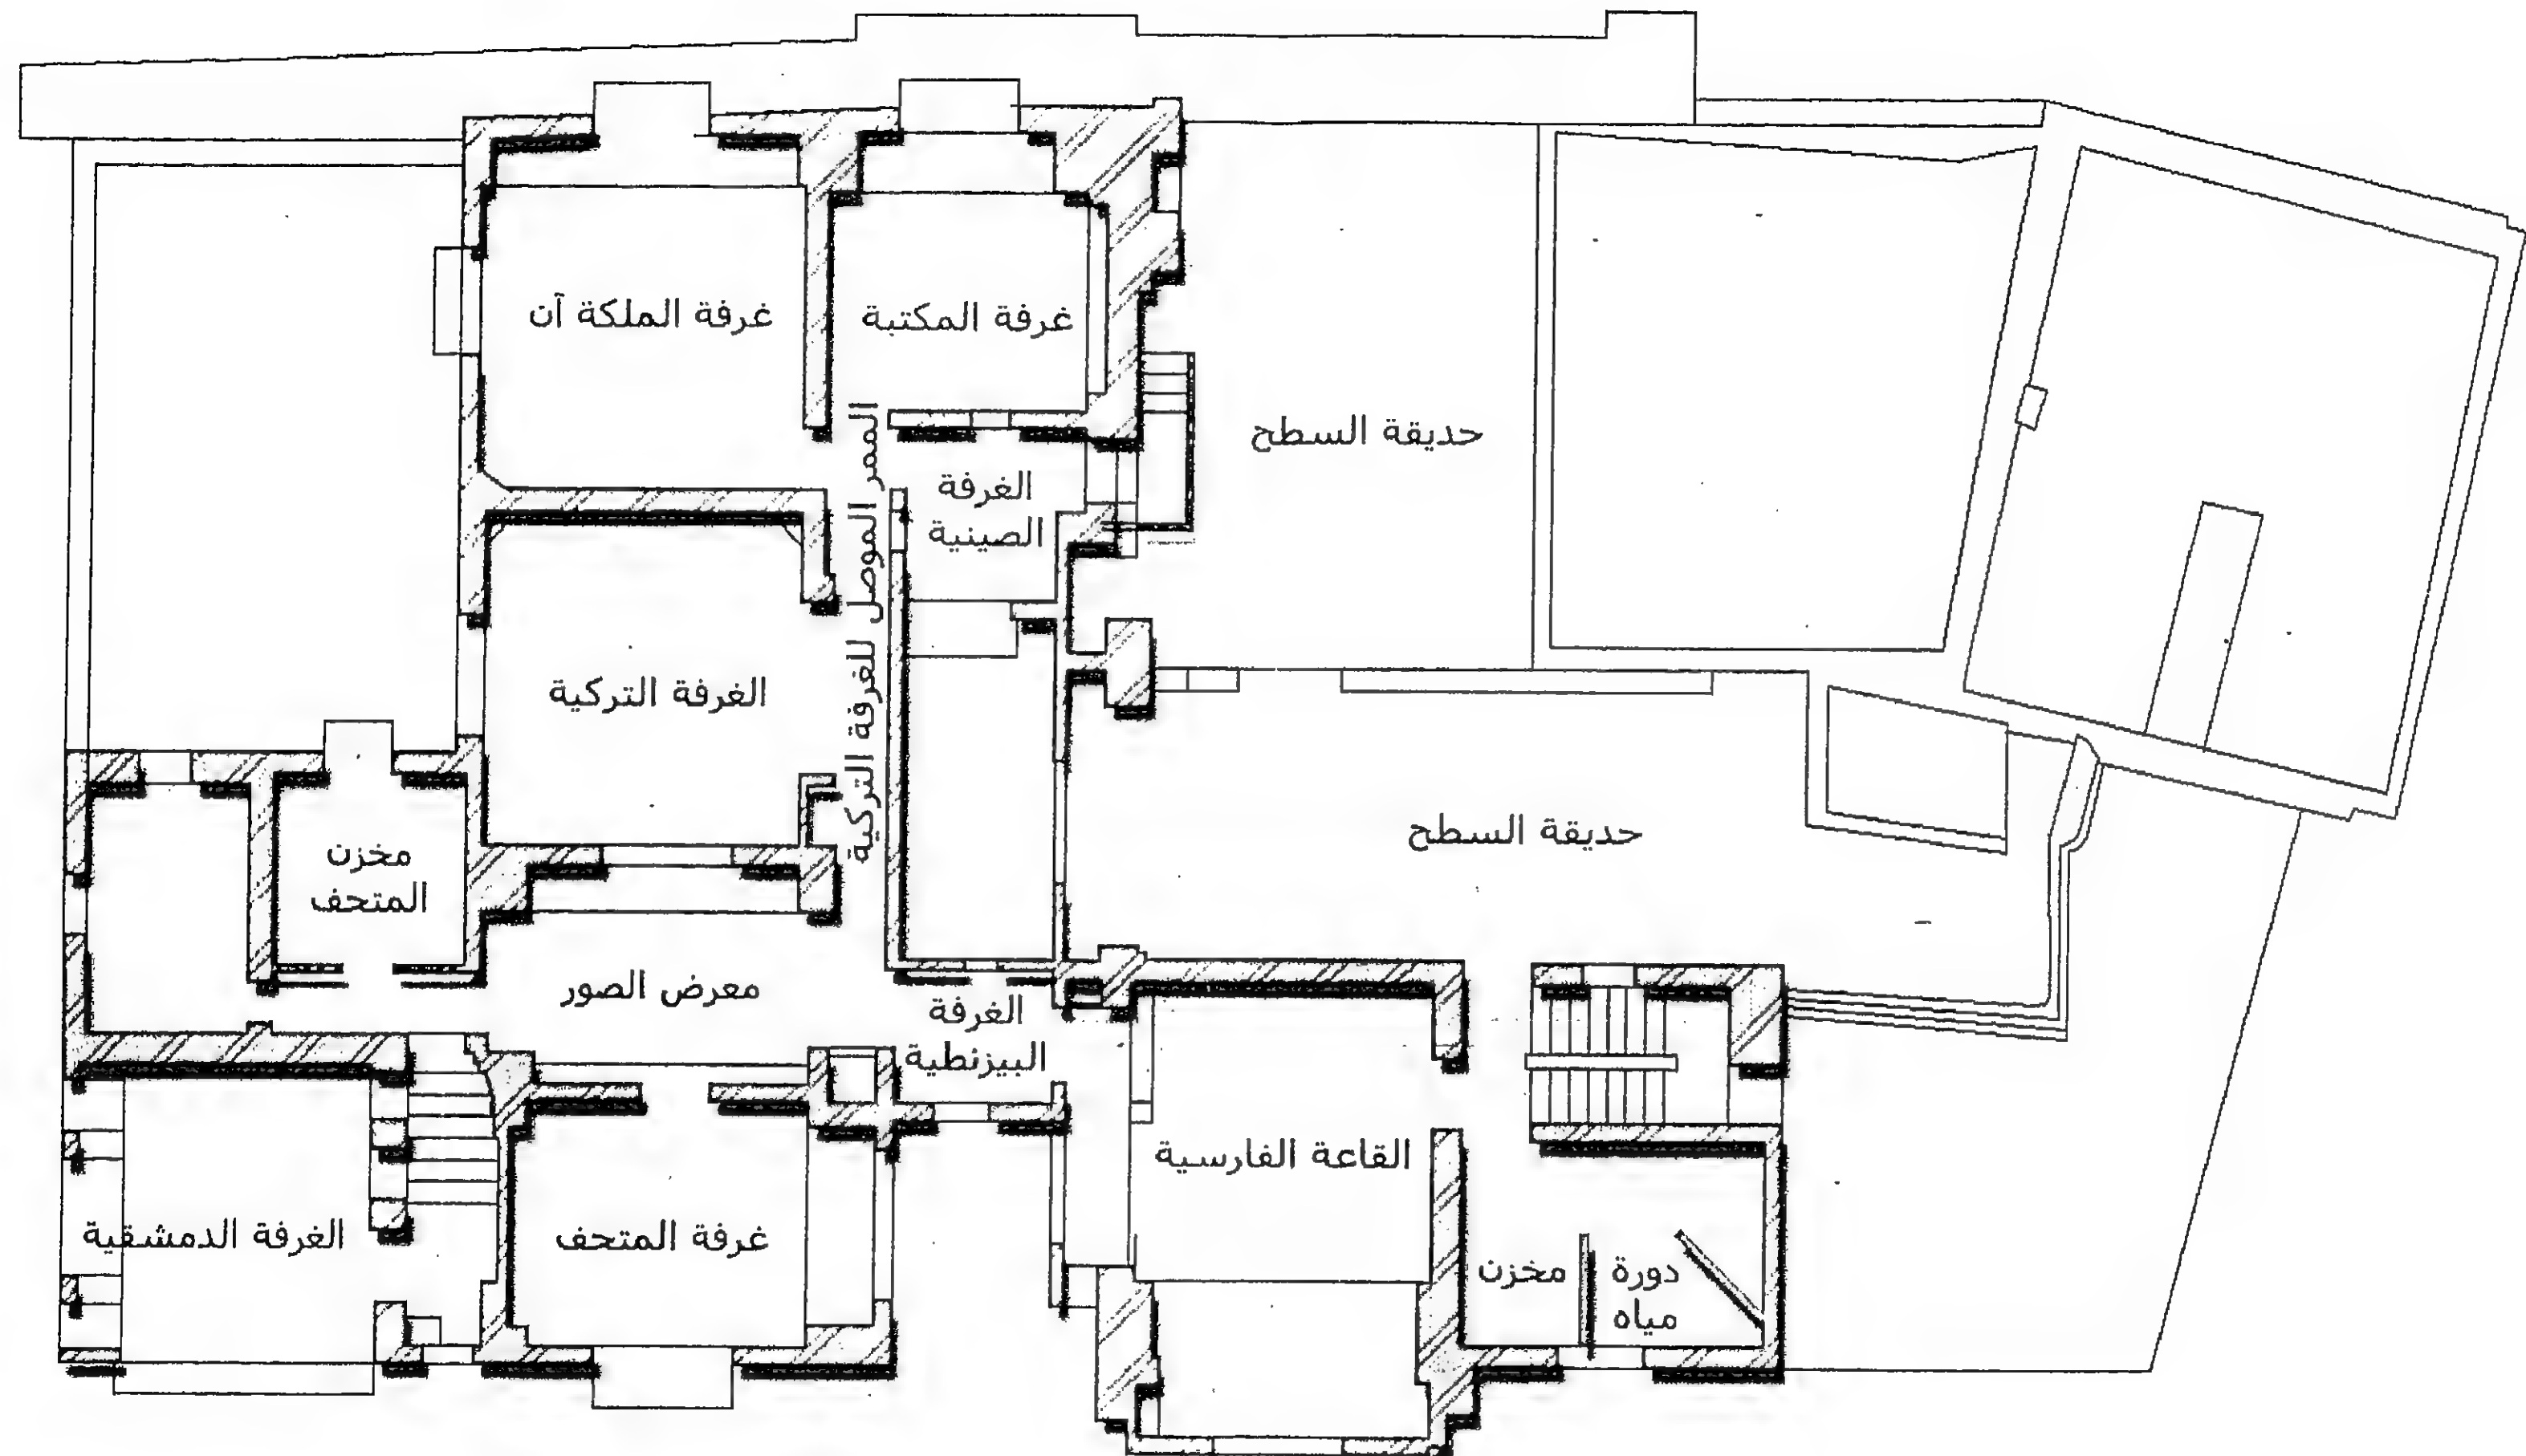 غرفة الملكة آن
غرفة المكتبة
حديقة السطح
الغرفة
الصينية
الممر الموصل للغرفة التركية
الغرفة التركية
حديقة السطح
مخزن
المتحف
معرض الصور
الغرفة
البيزنطية
القاعة الفارسية
الغرفة الدمشقية
غرفة المتحف
مخزن
دورة
مياه